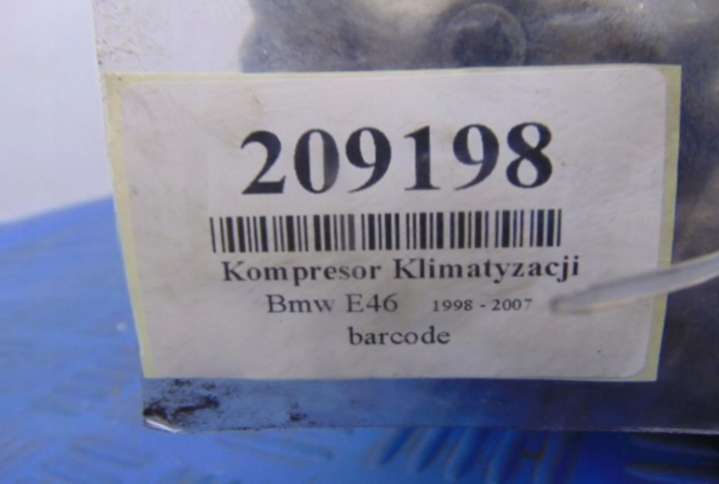 209198
Kompresor Klimatyzacji
Bmw E46 1998 - 2007
barcode